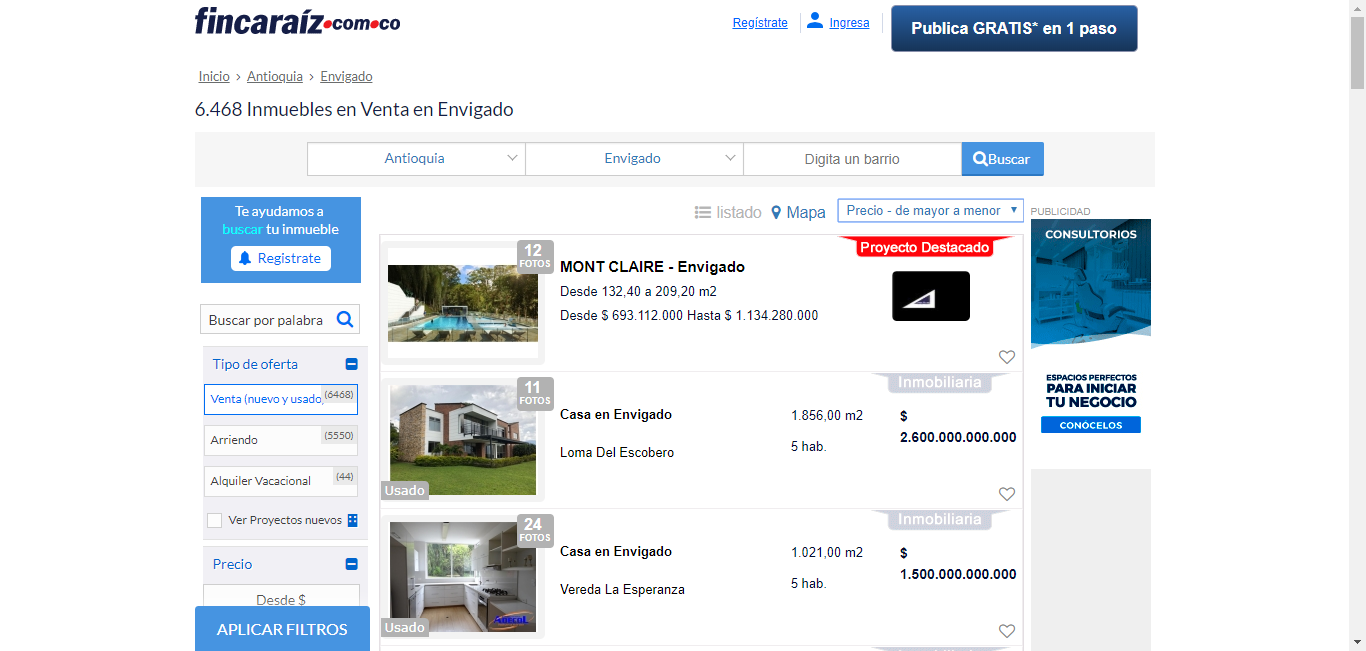 fincaraíz.com.co
Regístrate
Ingresa
Publica GRATIS* en 1 paso
Inicio › Antioquia › Envigado
6.468 Inmuebles en Venta en Envigado
Antioquia
Envigado
Digita un barrio
Buscar
Te ayudamos a
buscar tu inmueble
Registrate
Buscar por palabra
Tipo de oferta
Venta (nuevo y usado)
(6468)
Arriendo
(5550)
Alquiler Vacacional
(44)
Ver Proyectos nuevos
Precio
Desde $
APLICAR FILTROS
listado
Mapa
Precio - de mayor a menor
12
FOTOS
MONT CLAIRE - Envigado
Desde 132,40 a 209,20 m2
Desde $ 693.112.000 Hasta $ 1.134.280.000
Proyecto Destacado
11
FOTOS
Usado
Casa en Envigado
Loma Del Escobero
1.856,00 m2
5 hab.
Inmobiliaria
$
2.600.000.000.000
24
FOTOS
Usado
Casa en Envigado
Vereda La Esperanza
1.021,00 m2
5 hab.
Inmobiliaria
$
1.500.000.000.000
PUBLICIDAD
CONSULTORIOS
ESPACIOS PERFECTOS
PARA INICIAR
TU NEGOCIO
CONÓCELOS